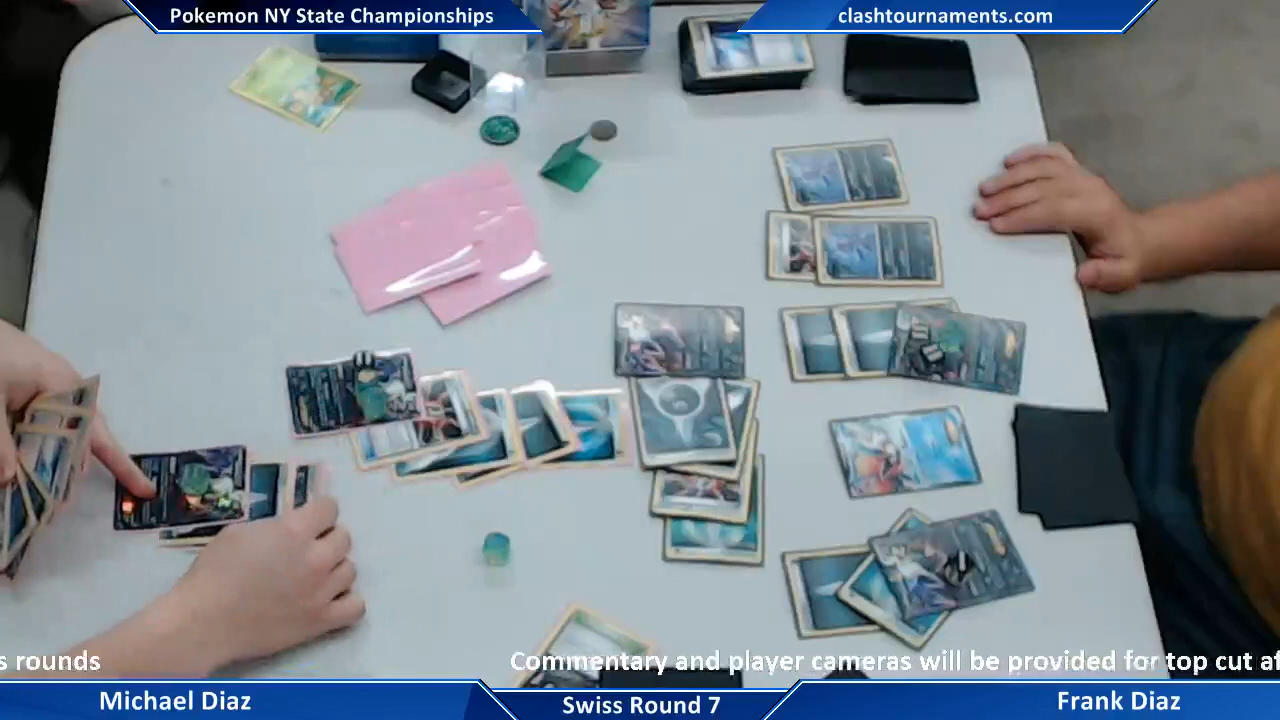 Pokemon NY State Championships
clashtournaments.com
s rounds
Commentary and player cameras will be provided for top cut af
Michael Diaz
Swiss Round 7
Frank Diaz